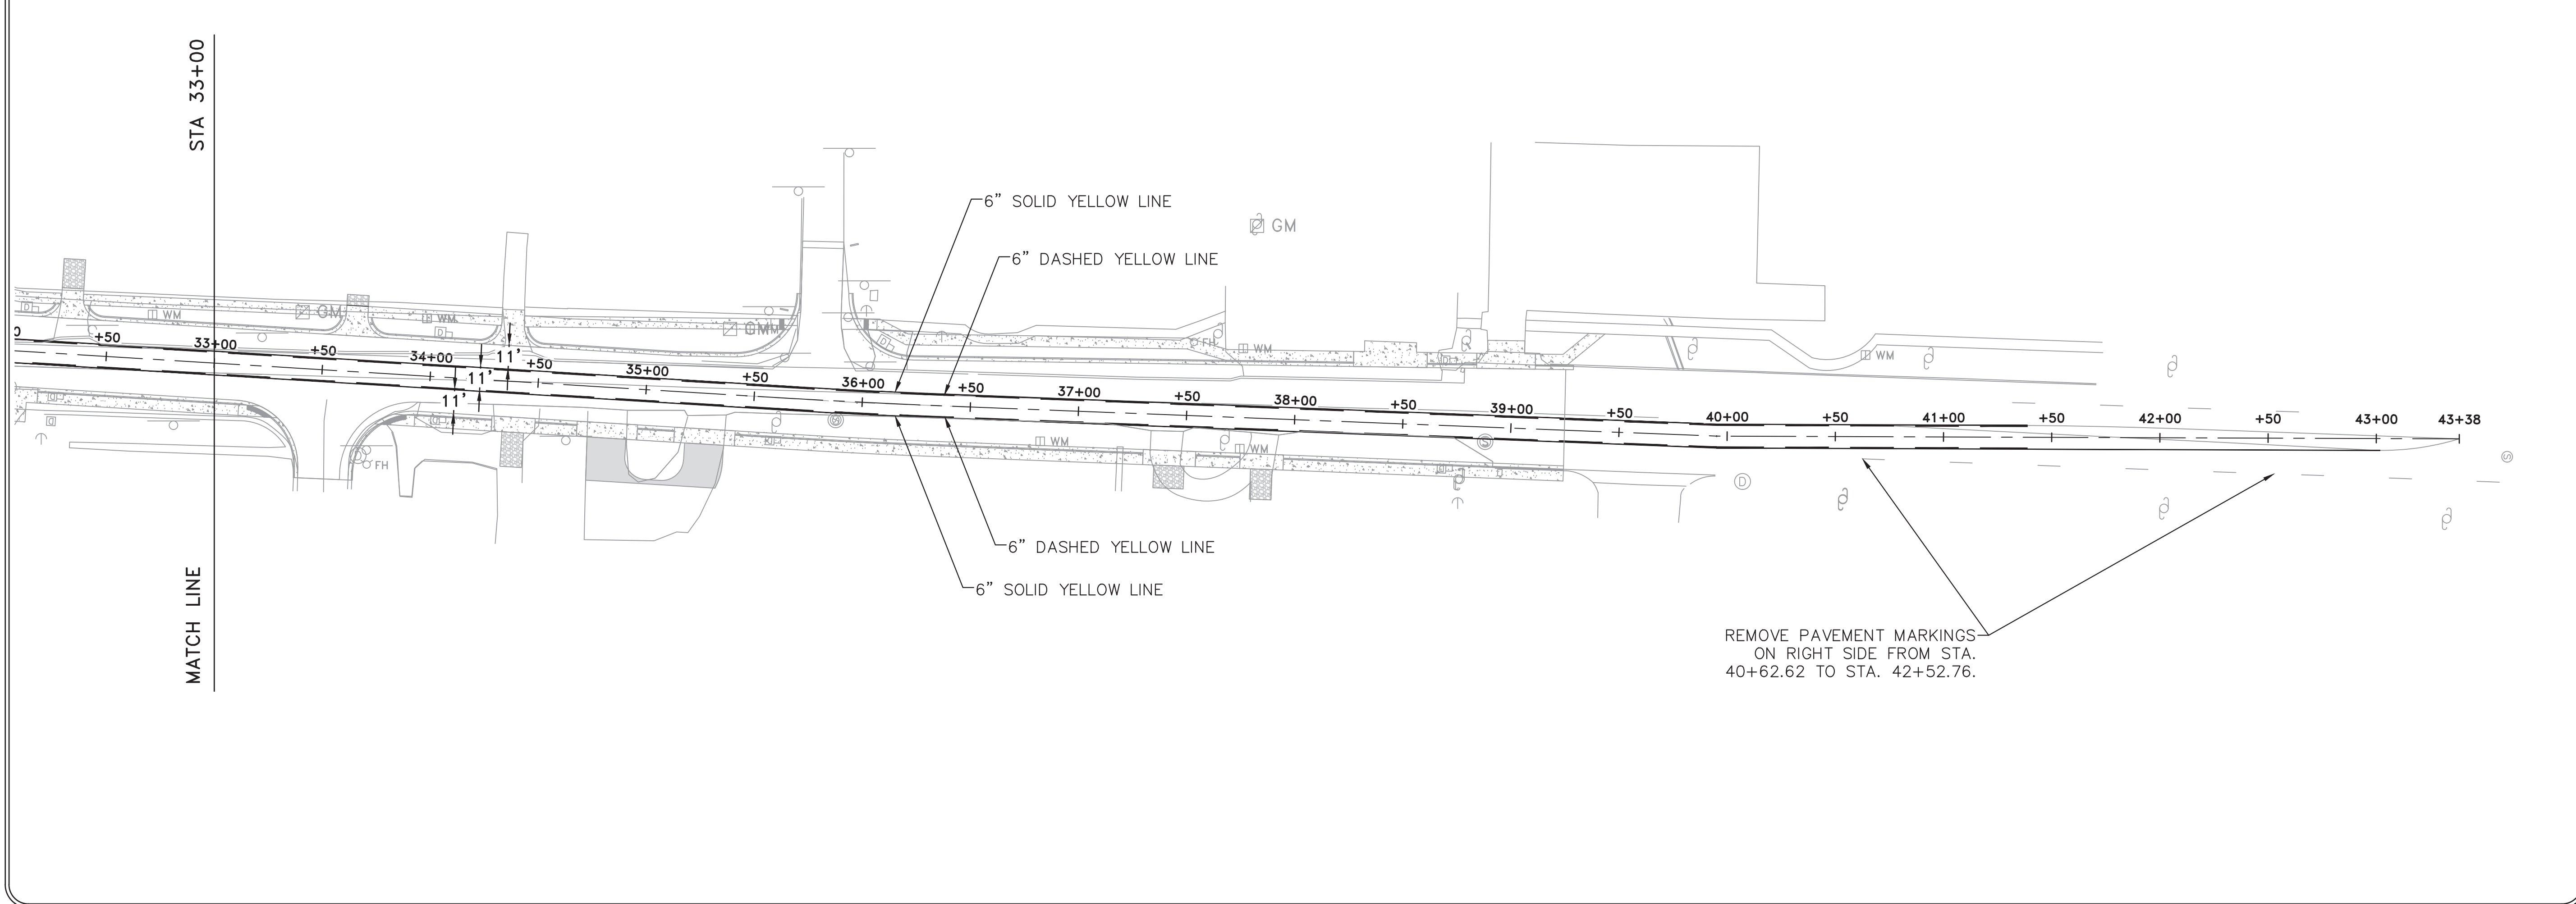 STA 33+00
MATCH LINE
6” SOLID YELLOW LINE
6” DASHED YELLOW LINE
GM
GM
GM
WM
WM
WM
WM
WM
WM
FH
FH
D
D
D
0
+50
33+00
+50
34+00
+50
35+00
+50
36+00
+50
37+00
+50
38+00
+50
39+00
+50
40+00
+50
41+00
+50
42+00
+50
43+00
43+38
11’
11’
11’
D
S
6” DASHED YELLOW LINE
6” SOLID YELLOW LINE
REMOVE PAVEMENT MARKINGS
ON RIGHT SIDE FROM STA.
40+62.62 TO STA. 42+52.76.